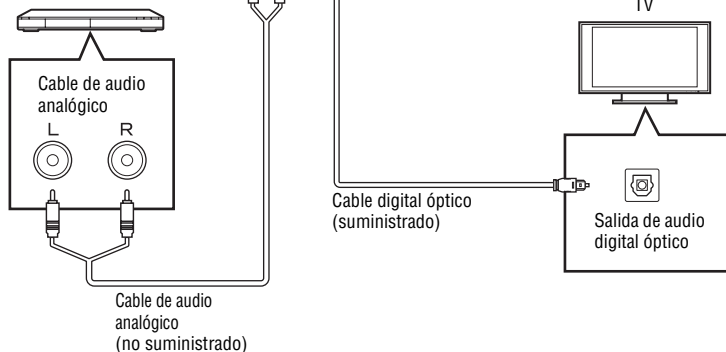 TV
Cable de audio
analógico
L R
Cable digital óptico
(suministrado)
Salida de audio
digital óptico
Cable de audio
analógico
(no suministrado)